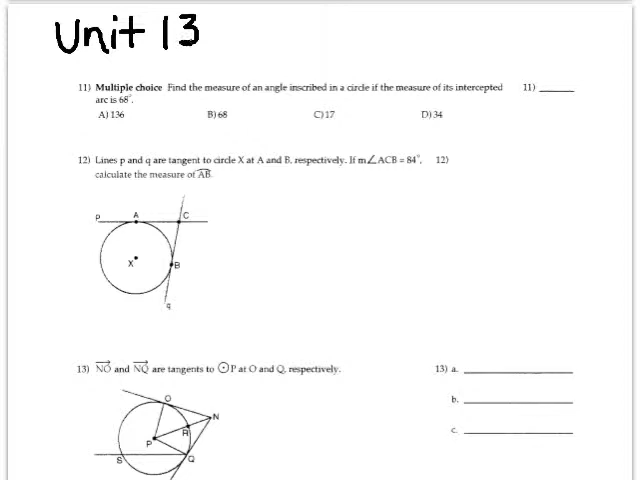 Unit 13
11) Multiple choice Find the measure of an angle inscribed in a circle if the measure of its intercepted 11) ______
arc is 68°.
A) 136 B) 68 C) 17 D) 34
12) Lines p and q are tangent to circle X at A and B, respectively. If m∠ACB = 84°, 12)
calculate the measure of AB.
p A C
X B
q
13) NO and NQ are tangents to ⊙P at O and Q, respectively. 13) a. ______
b. ______
c. ______
O
N
R
P
S Q